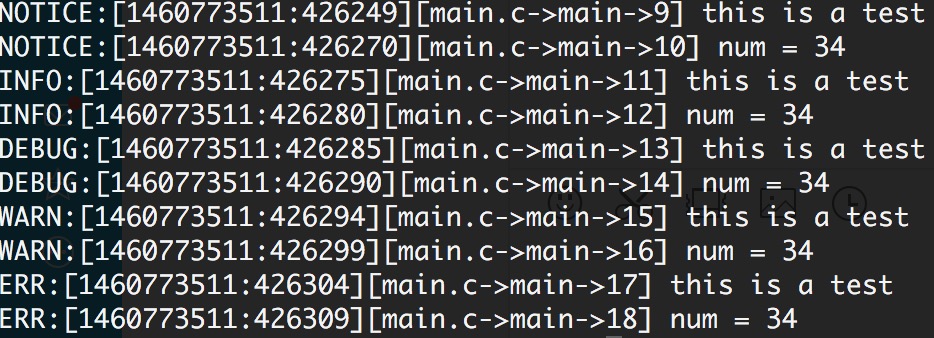 NOTICE:[1460773511:426249][main.c->main->9] this is a test
NOTICE:[1460773511:426270][main.c->main->10] num = 34
INFO:[1460773511:426275][main.c->main->11] this is a test
INFO:[1460773511:426280][main.c->main->12] num = 34
DEBUG:[1460773511:426285][main.c->main->13] this is a test
DEBUG:[1460773511:426290][main.c->main->14] num = 34
WARN:[1460773511:426294][main.c->main->15] this is a test
WARN:[1460773511:426299][main.c->main->16] num = 34
ERR:[1460773511:426304][main.c->main->17] this is a test
ERR:[1460773511:426309][main.c->main->18] num = 34